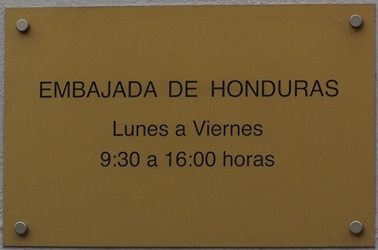 EMBAJADA DE HONDURAS
Lunes a Viernes
9:30 a 16:00 horas